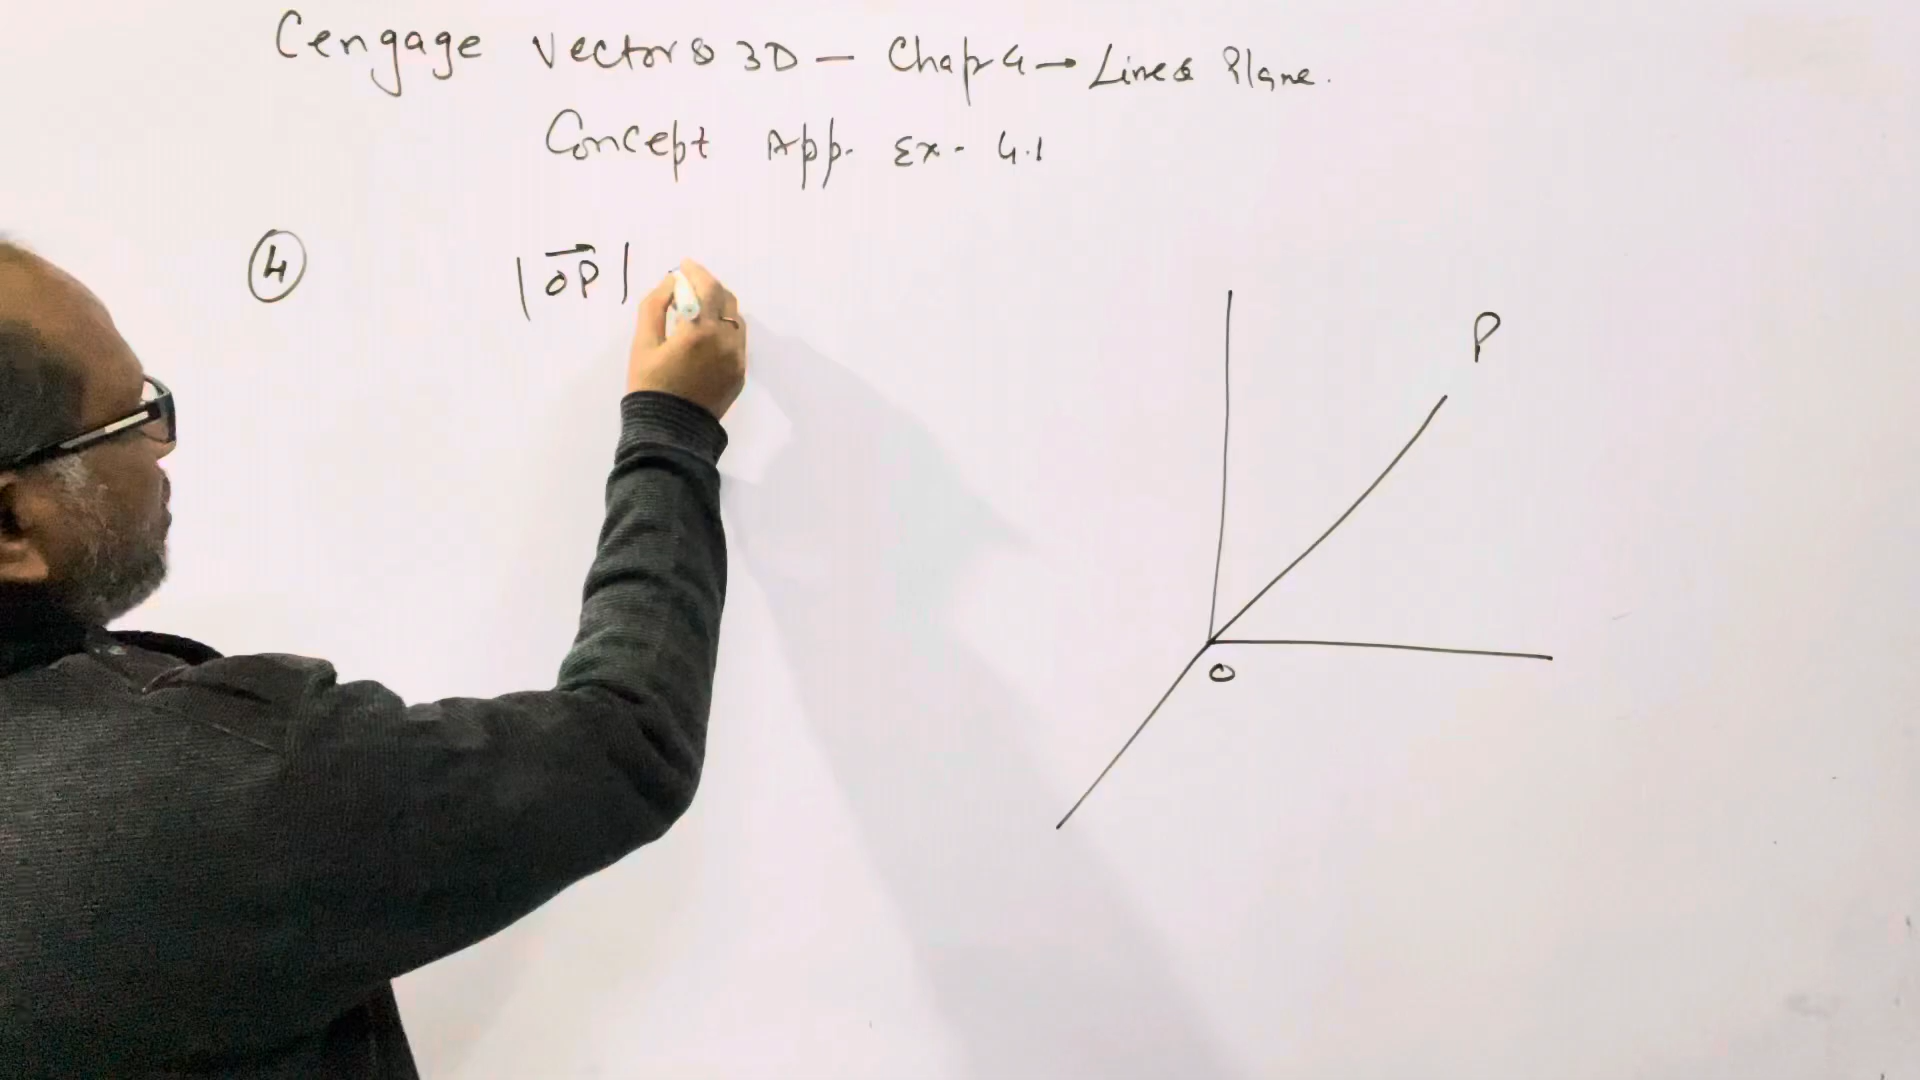 Cengage Vector & 3D — Chap 4 → Line & Plane.
Concept App. Ex - 4.1
4 |OP|
P
O